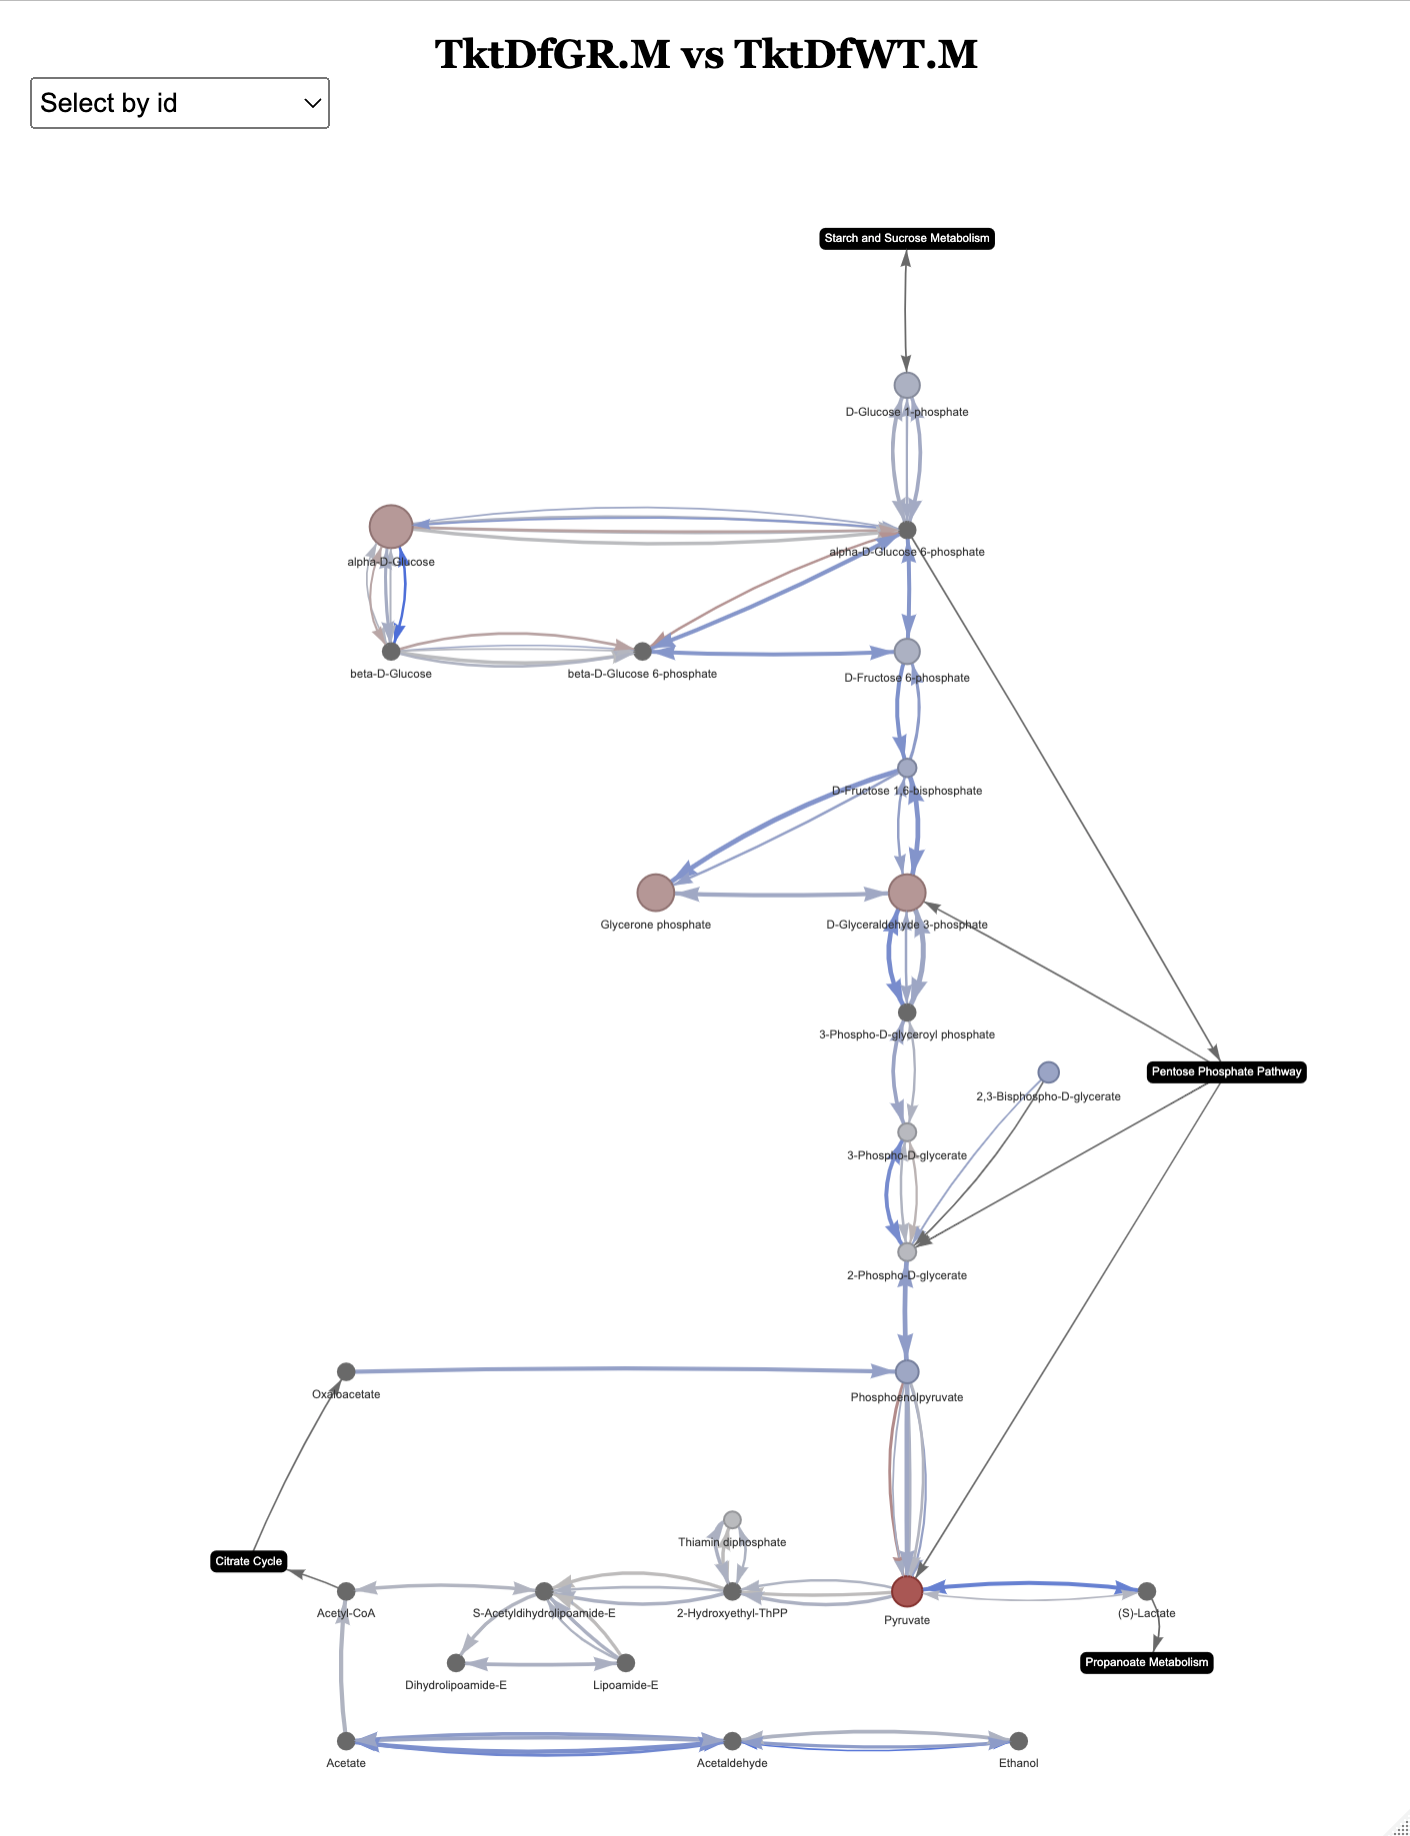 TktDfGR.M vs TktDfWT.M
Select by id
Starch and Sucrose Metabolism
D-Glucose 1-phosphate
alpha-D-Glucose 6-phosphate
alpha-D-Glucose
beta-D-Glucose
beta-D-Glucose 6-phosphate
D-Fructose 6-phosphate
D-Fructose 1,6-bisphosphate
Glycerone phosphate
D-Glyceraldehyde 3-phosphate
3-Phospho-D-glyceroyl phosphate
Pentose Phosphate Pathway
2,3-Bisphospho-D-glycerate
3-Phospho-D-glycerate
2-Phospho-D-glycerate
Oxaloacetate
Phosphoenolpyruvate
Thiamin diphosphate
Citrate Cycle
Acetyl-CoA
S-Acetyldihydrolipoamide-E
2-Hydroxyethyl-ThPP
Pyruvate
(S)-Lactate
Propanoate Metabolism
Dihydrolipoamide-E
Lipoamide-E
Acetate
Acetaldehyde
Ethanol